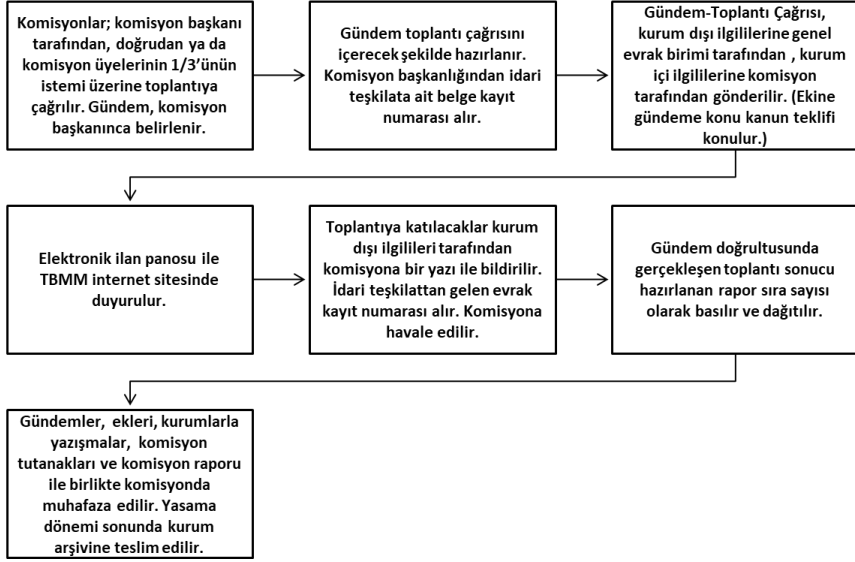 Komisyonlar; komisyon başkanı
tarafından, doğrudan ya da
komisyon üyelerinin 1/3'ünün
istemi üzerine toplantıya
çağrılır. Gündem, komisyon
başkanınca belirlenir.
Gündem toplantı çağrısını
içerecek şekilde hazırlanır.
Komisyon başkanlığından idari
teşkilata ait belge kayıt
numarası alır.
Gündem-Toplantı Çağrısı,
kurum dışı ilgililerine genel
evrak birimi tarafından , kurum
içi ilgililerine komisyon
tarafından gönderilir. (Ekine
gündeme konu kanun teklifi
konulur.)
Elektronik ilan panosu ile
TBMM internet sitesinde
duyurulur.
Toplantıya katılacaklar kurum
dışı ilgilileri tarafından
komisyona bir yazı ile bildirilir.
İdari teşkilattan gelen evrak
kayıt numarası alır. Komisyona
havale edilir.
Gündem doğrultusunda
gerçekleşen toplantı sonucu
hazırlanan rapor sıra sayısı
olarak basılır ve dağıtılır.
Gündemler, ekleri, kurumlarla
yazışmalar, komisyon
tutanakları ve komisyon raporu
ile birlikte komisyonda
muhafaza edilir. Yasama
dönemi sonunda kurum
arşivine teslim edilir.